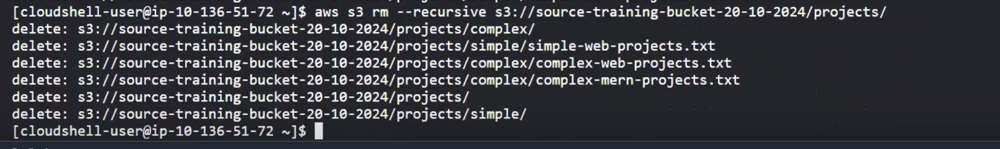 [cloudshell-user@ip-10-136-51-72 ~]$ aws s3 rm --recursive s3://source-training-bucket-20-10-2024/projects/
delete: s3://source-training-bucket-20-10-2024/projects/complex/
delete: s3://source-training-bucket-20-10-2024/projects/simple/simple-web-projects.txt
delete: s3://source-training-bucket-20-10-2024/projects/complex/complex-web-projects.txt
delete: s3://source-training-bucket-20-10-2024/projects/complex/complex-mern-projects.txt
delete: s3://source-training-bucket-20-10-2024/projects/
delete: s3://source-training-bucket-20-10-2024/projects/simple/
[cloudshell-user@ip-10-136-51-72 ~]$